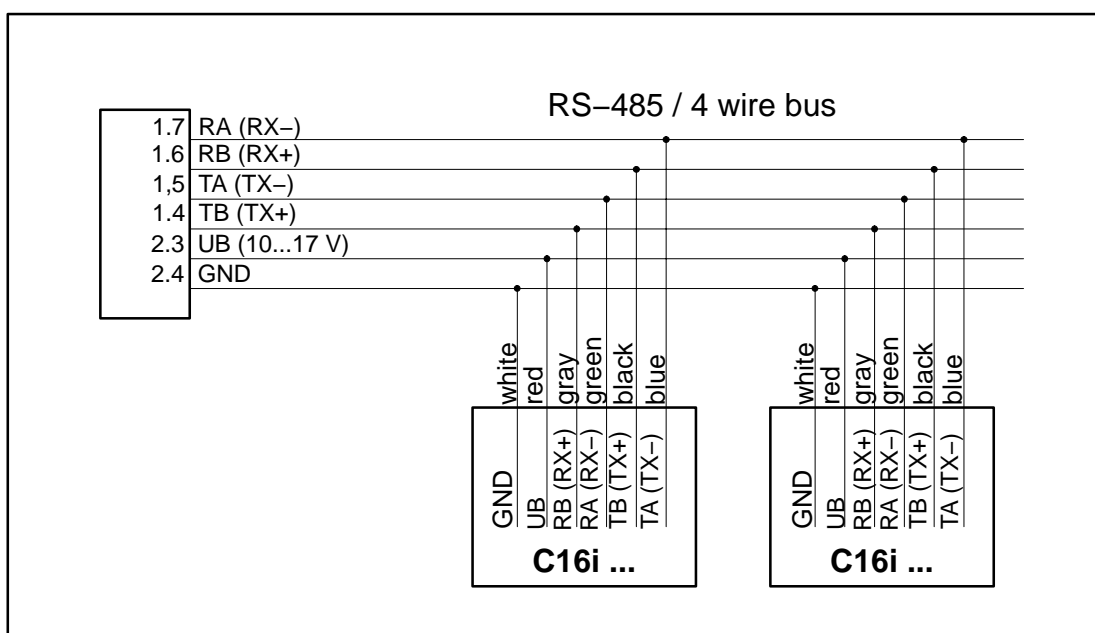 RS−485 / 4 wire bus
1.7 RA (RX−)
1.6 RB (RX+)
1,5 TA (TX−)
1.4 TB (TX+)
2.3 UB (10...17 V)
2.4 GND
white
red
gray
green
black
blue
white
red
gray
green
black
blue
GND
UB
RB (RX+)
RA (RX−)
TB (TX+)
TA (TX−)
GND
UB
RB (RX+)
RA (RX−)
TB (TX+)
TA (TX−)
C16i ...
C16i ...